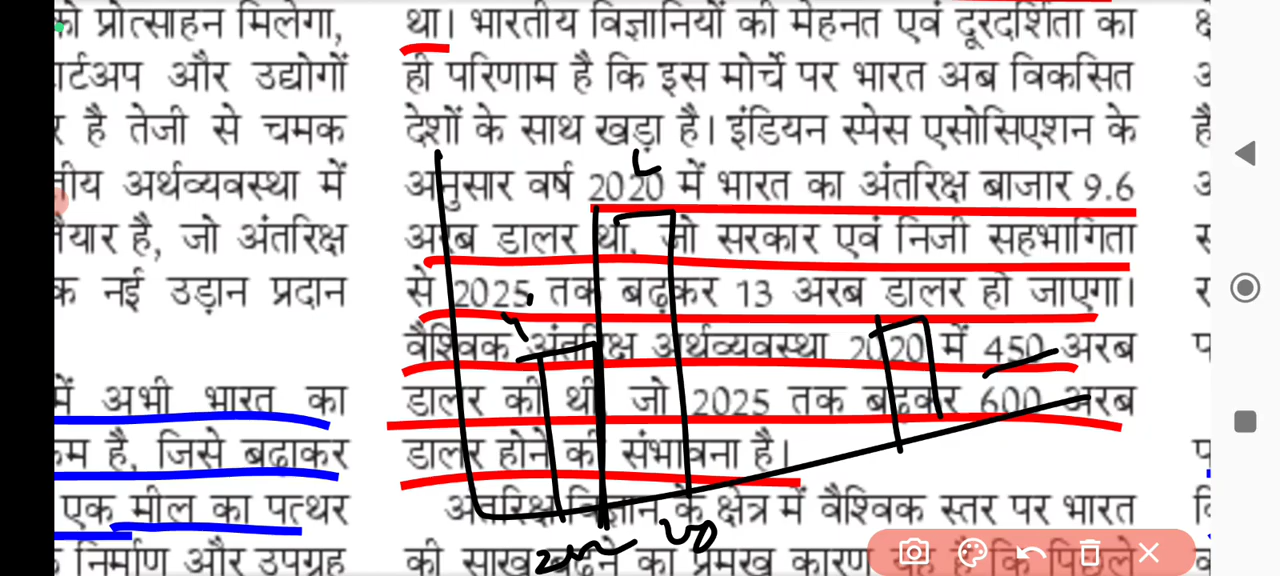 को प्रोत्साहन मिलेगा,
र्टअप और उद्योगों
है तेजी से चमक
अर्थव्यवस्था में
है, जो अंतरिक्ष
नई उड़ान प्रदान
में अभी भारत का
है, जिसे बढ़ाकर
एक मील का पत्थर
निर्माण और उपग्रह
था। भारतीय विज्ञानियों की मेहनत एवं दूरदर्शिता का
ही परिणाम है कि इस मोर्चे पर भारत अब विकसित
देशों के साथ खड़ा है। इंडियन स्पेस एसोसिएशन के
अनुसार वर्ष 2020 में भारत का अंतरिक्ष बाजार 9.6
अरब डालर था, जो सरकार एवं निजी सहभागिता
से 2025 तक बढ़कर 13 अरब डालर हो जाएगा।
वैश्विक अंतरिक्ष अर्थव्यवस्था 2020 में 450 अरब
डालर की थी जो 2025 तक बढ़कर 600 अरब
डालर होने की संभावना है।
अंतरिक्ष विज्ञान के क्षेत्र में वैश्विक स्तर पर भारत
की साख बढ़ने का प्रमुख कारण यह है कि पिछले